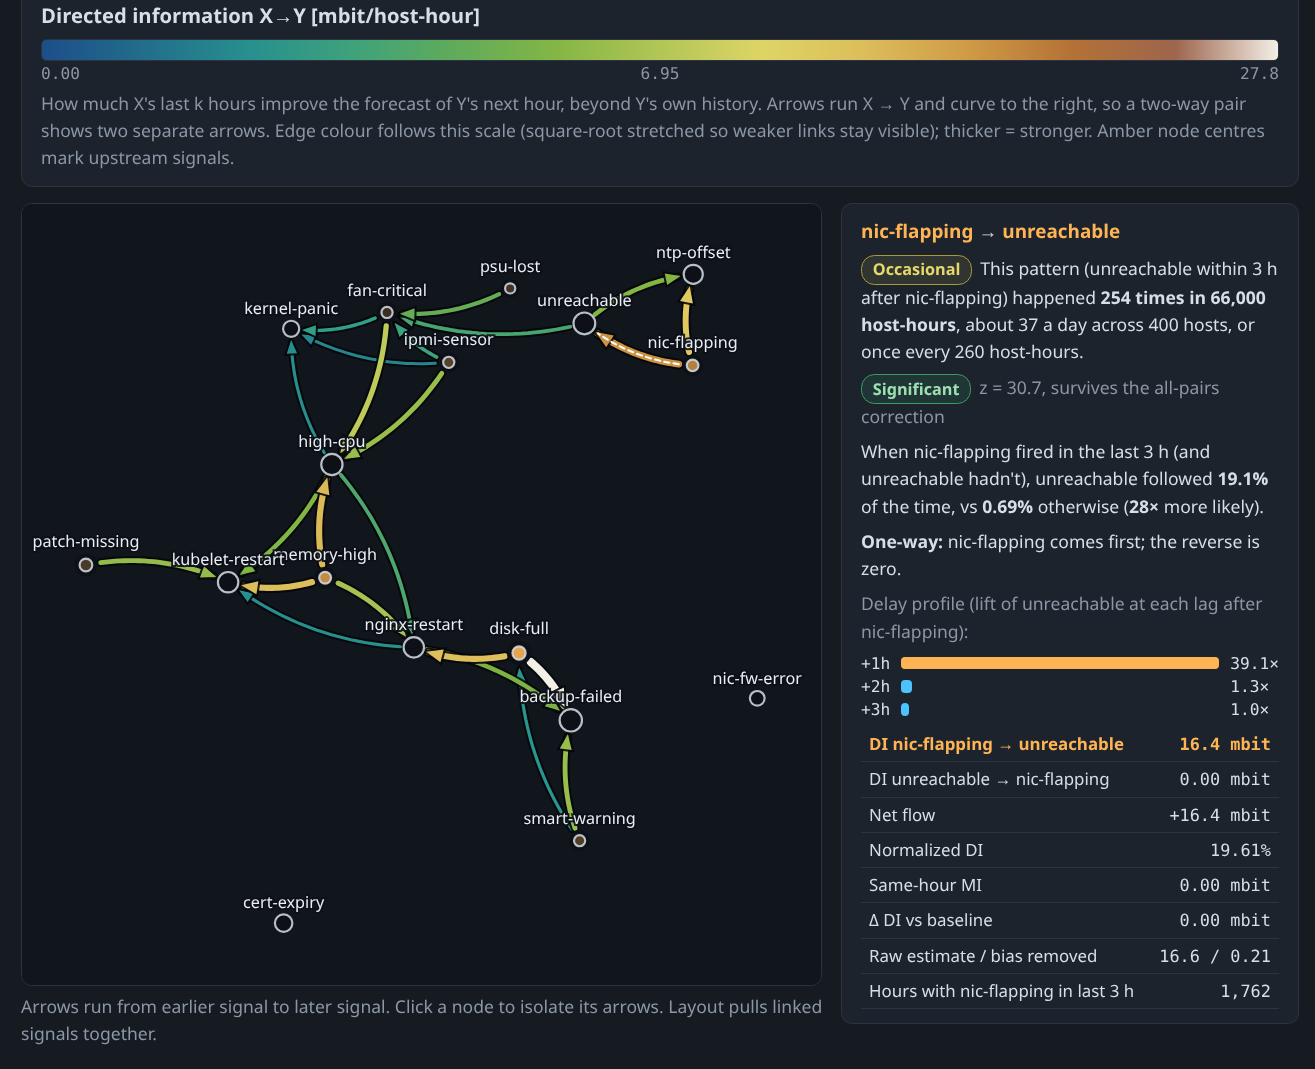 Directed information X→Y [mbit/host-hour]
0.00 6.95 27.8
How much X's last k hours improve the forecast of Y's next hour, beyond Y's own history. Arrows run X → Y and curve to the right, so a two-way pair
shows two separate arrows. Edge colour follows this scale (square-root stretched so weaker links stay visible); thicker = stronger. Amber node centres
mark upstream signals.
ntp-offset
psu-lost
fan-critical
unreachable
kernel-panic
ipmi-sensor
nic-flapping
high-cpu
patch-missing
kubelet-restart
memory-high
nginx-restart
disk-full
nic-fw-error
backup-failed
smart-warning
cert-expiry
Arrows run from earlier signal to later signal. Click a node to isolate its arrows. Layout pulls linked
signals together.
nic-flapping → unreachable
Occasional This pattern (unreachable within 3 h
after nic-flapping) happened 254 times in 66,000
host-hours, about 37 a day across 400 hosts, or
once every 260 host-hours.
Significant z = 30.7, survives the all-pairs
correction
When nic-flapping fired in the last 3 h (and
unreachable hadn't), unreachable followed 19.1%
of the time, vs 0.69% otherwise (28× more likely).
One-way: nic-flapping comes first; the reverse is
zero.
Delay profile (lift of unreachable at each lag after
nic-flapping):
+1h 39.1×
+2h 1.3×
+3h 1.0×
DI nic-flapping → unreachable 16.4 mbit
DI unreachable → nic-flapping 0.00 mbit
Net flow +16.4 mbit
Normalized DI 19.61%
Same-hour MI 0.00 mbit
Δ DI vs baseline 0.00 mbit
Raw estimate / bias removed 16.6 / 0.21
Hours with nic-flapping in last 3 h 1,762